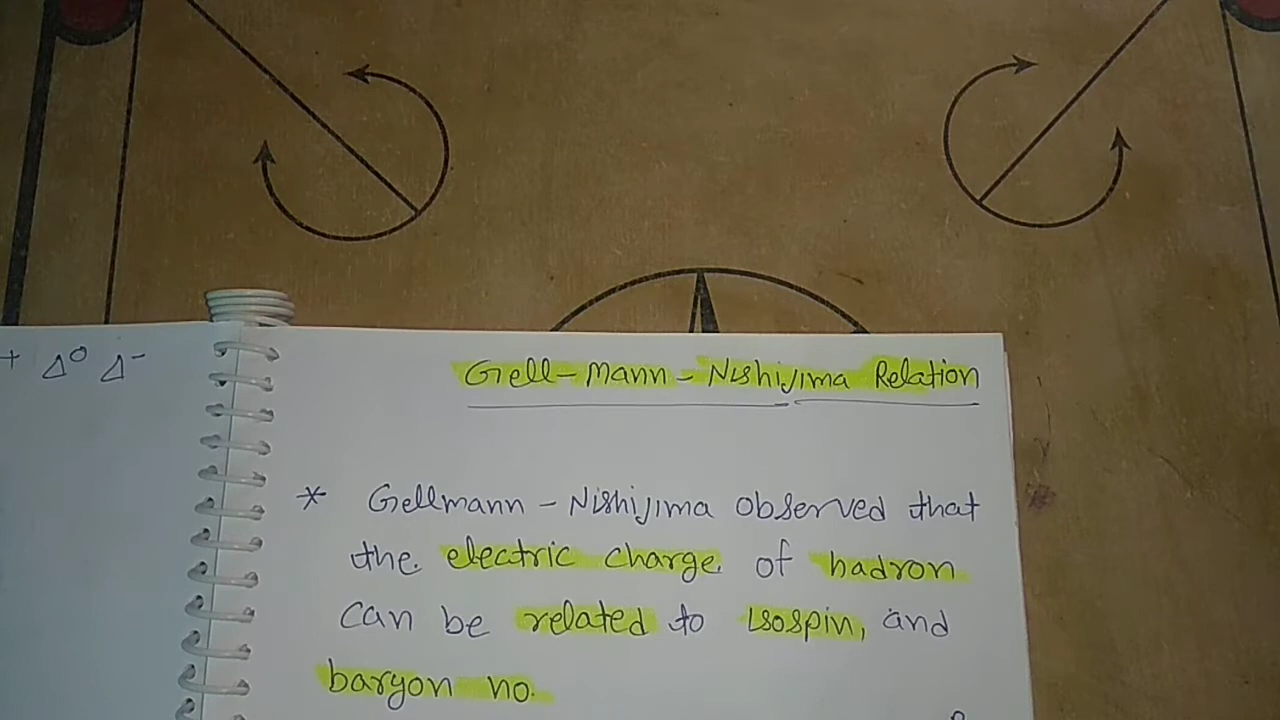 + Δ⁰ Δ⁻
Gell-Mann-Nishijima Relation
* Gellmann-Nishijima observed that
the electric charge of hadron
can be related to Isospin, and
baryon no.